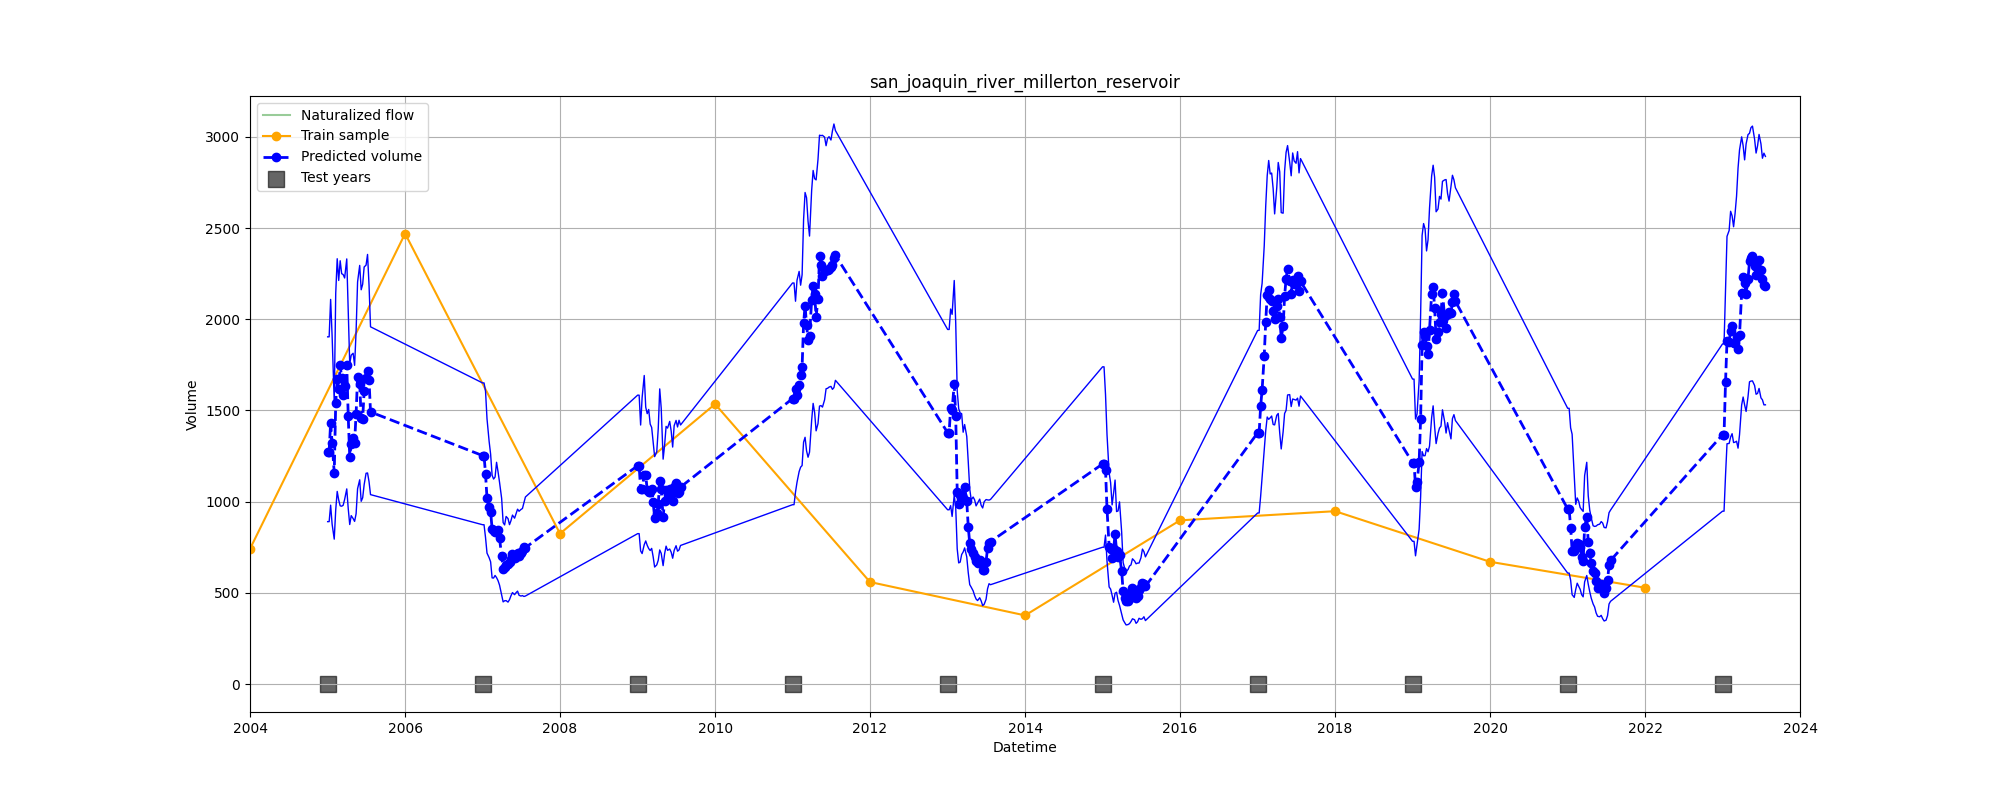 san_joaquin_river_millerton_reservoir
Naturalized flow
Train sample
Predicted volume
Test years
3000
2500
2000
1500
1000
500
0
Volume
2004 2006 2008 2010 2012 2014 2016 2018 2020 2022 2024
Datetime